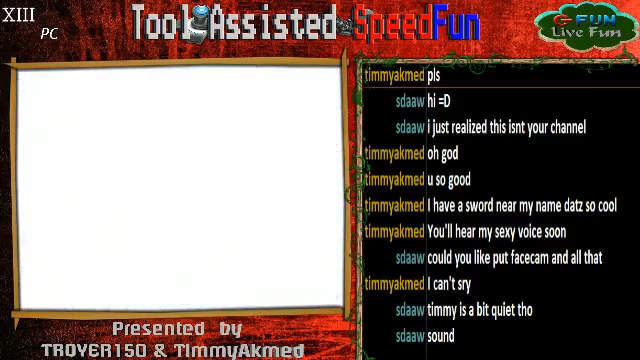 XIII
PC
Tool Assisted SpeedFun
G FUN
Live Fun
timmyakmed pls
sdaaw hi =D
sdaaw i just realized this isnt your channel
timmyakmed oh god
timmyakmed u so good
timmyakmed I have a sword near my name datz so cool
timmyakmed You'll hear my sexy voice soon
sdaaw could you like put facecam and all that
timmyakmed I can't sry
sdaaw timmy is a bit quiet tho
sdaaw sound
Presented by
TROYER150 & TimmyAkmed